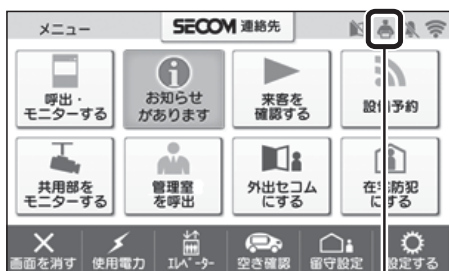 メニュー
SECOM 連絡先
呼出・
モニターする
お知らせ
があります
来客を
確認する
設備予約
共用部を
モニターする
管理室
を呼出
外出セコム
にする
在宅防犯
にする
画面を消す
使用電力
エレベーター
空き確認
留守設定
設定する